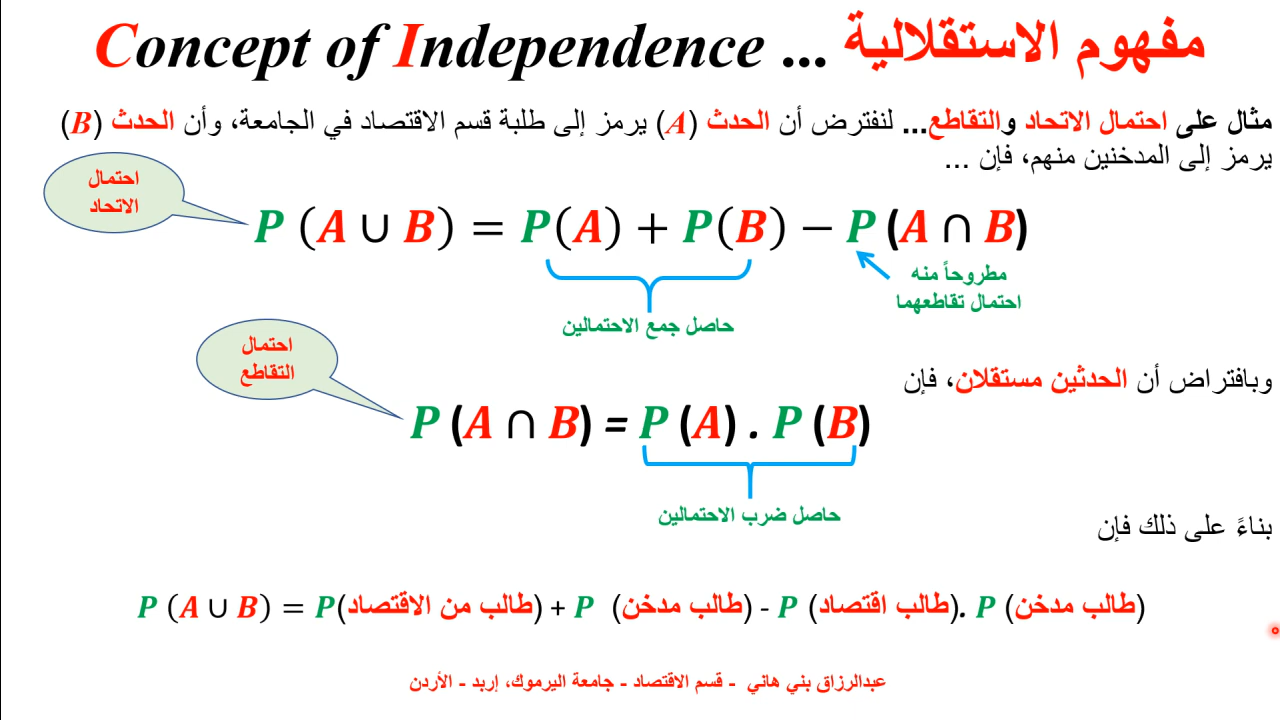 Concept of Independence ... مفهوم الاستقلالية
مثال على احتمال الاتحاد والتقاطع... لنفترض أن الحدث (A) يرمز إلى طلبة قسم الاقتصاد في الجامعة، وأن الحدث (B)
يرمز إلى المدخنين منهم، فإن ...
احتمال
الاتحاد
P (A ∪ B) = P(A) + P(B) − P (A ∩ B)
مطروحاً منه
احتمال تقاطعهما
حاصل جمع الاحتمالين
احتمال
التقاطع
وبافتراض أن الحدثين مستقلان، فإن
P (A ∩ B) = P (A) . P (B)
حاصل ضرب الاحتمالين
بناءً على ذلك فإن
P (A ∪ B) = P(طالب من الاقتصاد) + P (طالب مدخن) - P (طالب اقتصاد). P (طالب مدخن)
عبدالرزاق بني هاني - قسم الاقتصاد - جامعة اليرموك، إربد - الأردن